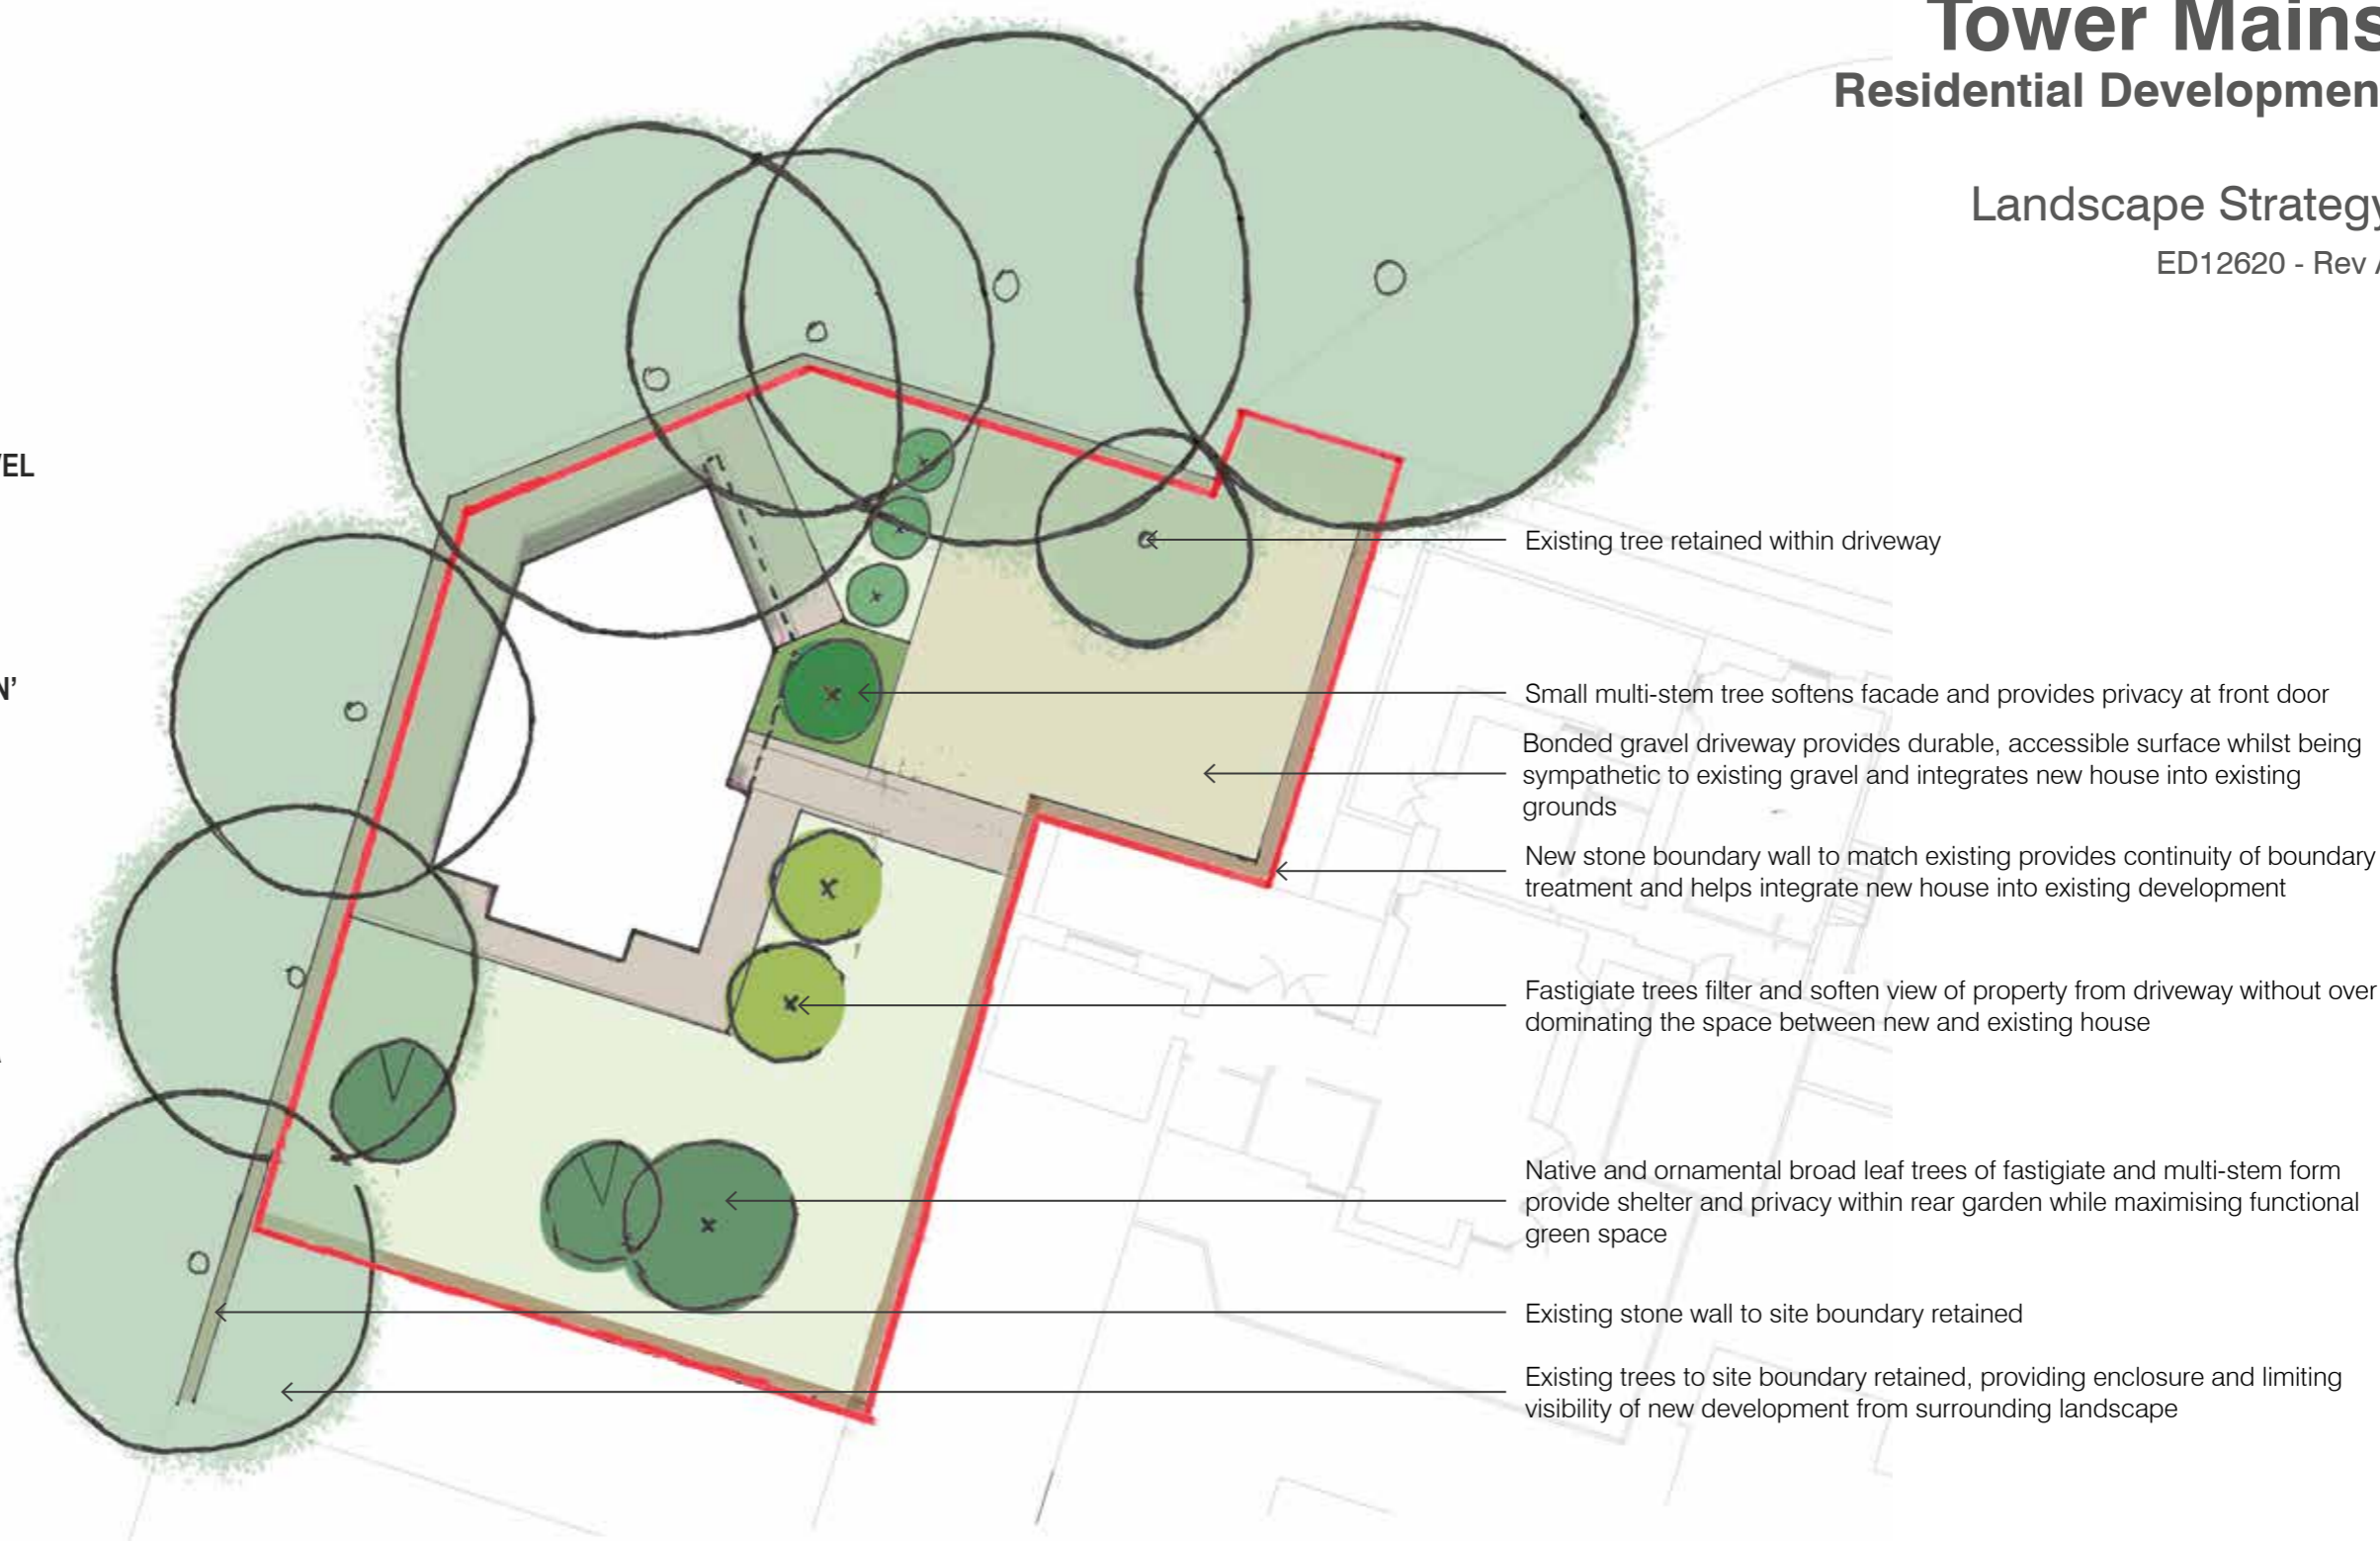 Tower Mains
Residential Developmen
Landscape Strategy
ED12620 - Rev A
VEL
N’
Existing tree retained within driveway
Small multi-stem tree softens facade and provides privacy at front door
Bonded gravel driveway provides durable, accessible surface whilst being
sympathetic to existing gravel and integrates new house into existing
grounds
New stone boundary wall to match existing provides continuity of boundary
treatment and helps integrate new house into existing development
Fastigiate trees filter and soften view of property from driveway without over
dominating the space between new and existing house
Native and ornamental broad leaf trees of fastigiate and multi-stem form
provide shelter and privacy within rear garden while maximising functional
green space
Existing stone wall to site boundary retained
Existing trees to site boundary retained, providing enclosure and limiting
visibility of new development from surrounding landscape